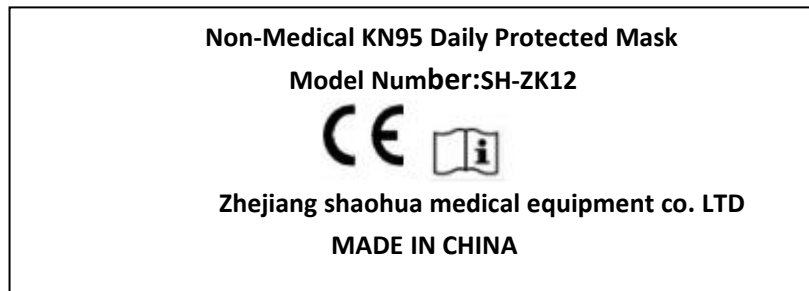 Non-Medical KN95 Daily Protected Mask
Model Number:SH-ZK12
CE i
Zhejiang shaohua medical equipment co. LTD
MADE IN CHINA